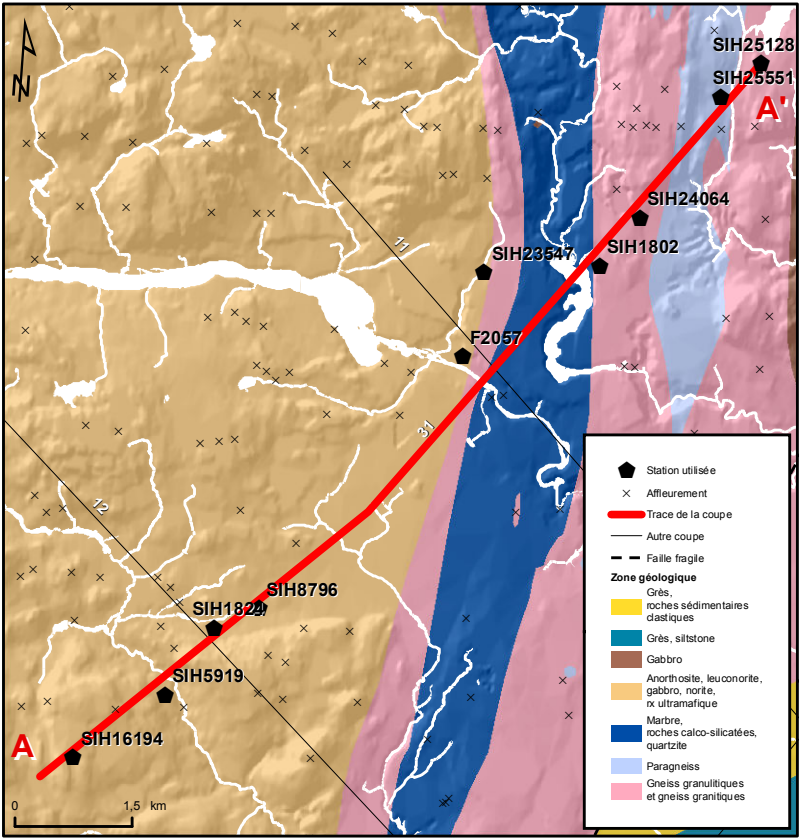 N
SIH25128
SIH25551
A'
SIH24064
11
SIH23547
SIH1802
F2057
31
12
SIH8796
SIH5919
A
SIH16194
0 1,5 km
Station utilisée
Affleurement
Trace de la coupe
Autre coupe
Faille fragile
Zone géologique
Grès,
roches sédimentaires
clastiques
Grès, siltstone
Gabbro
Anorthosite, leuconorite,
gabbro, norite,
rx ultramafique
Marbre,
roches calco-silicatées,
quartzite
Paragneiss
Gneiss granulitiques
et gneiss granitiques